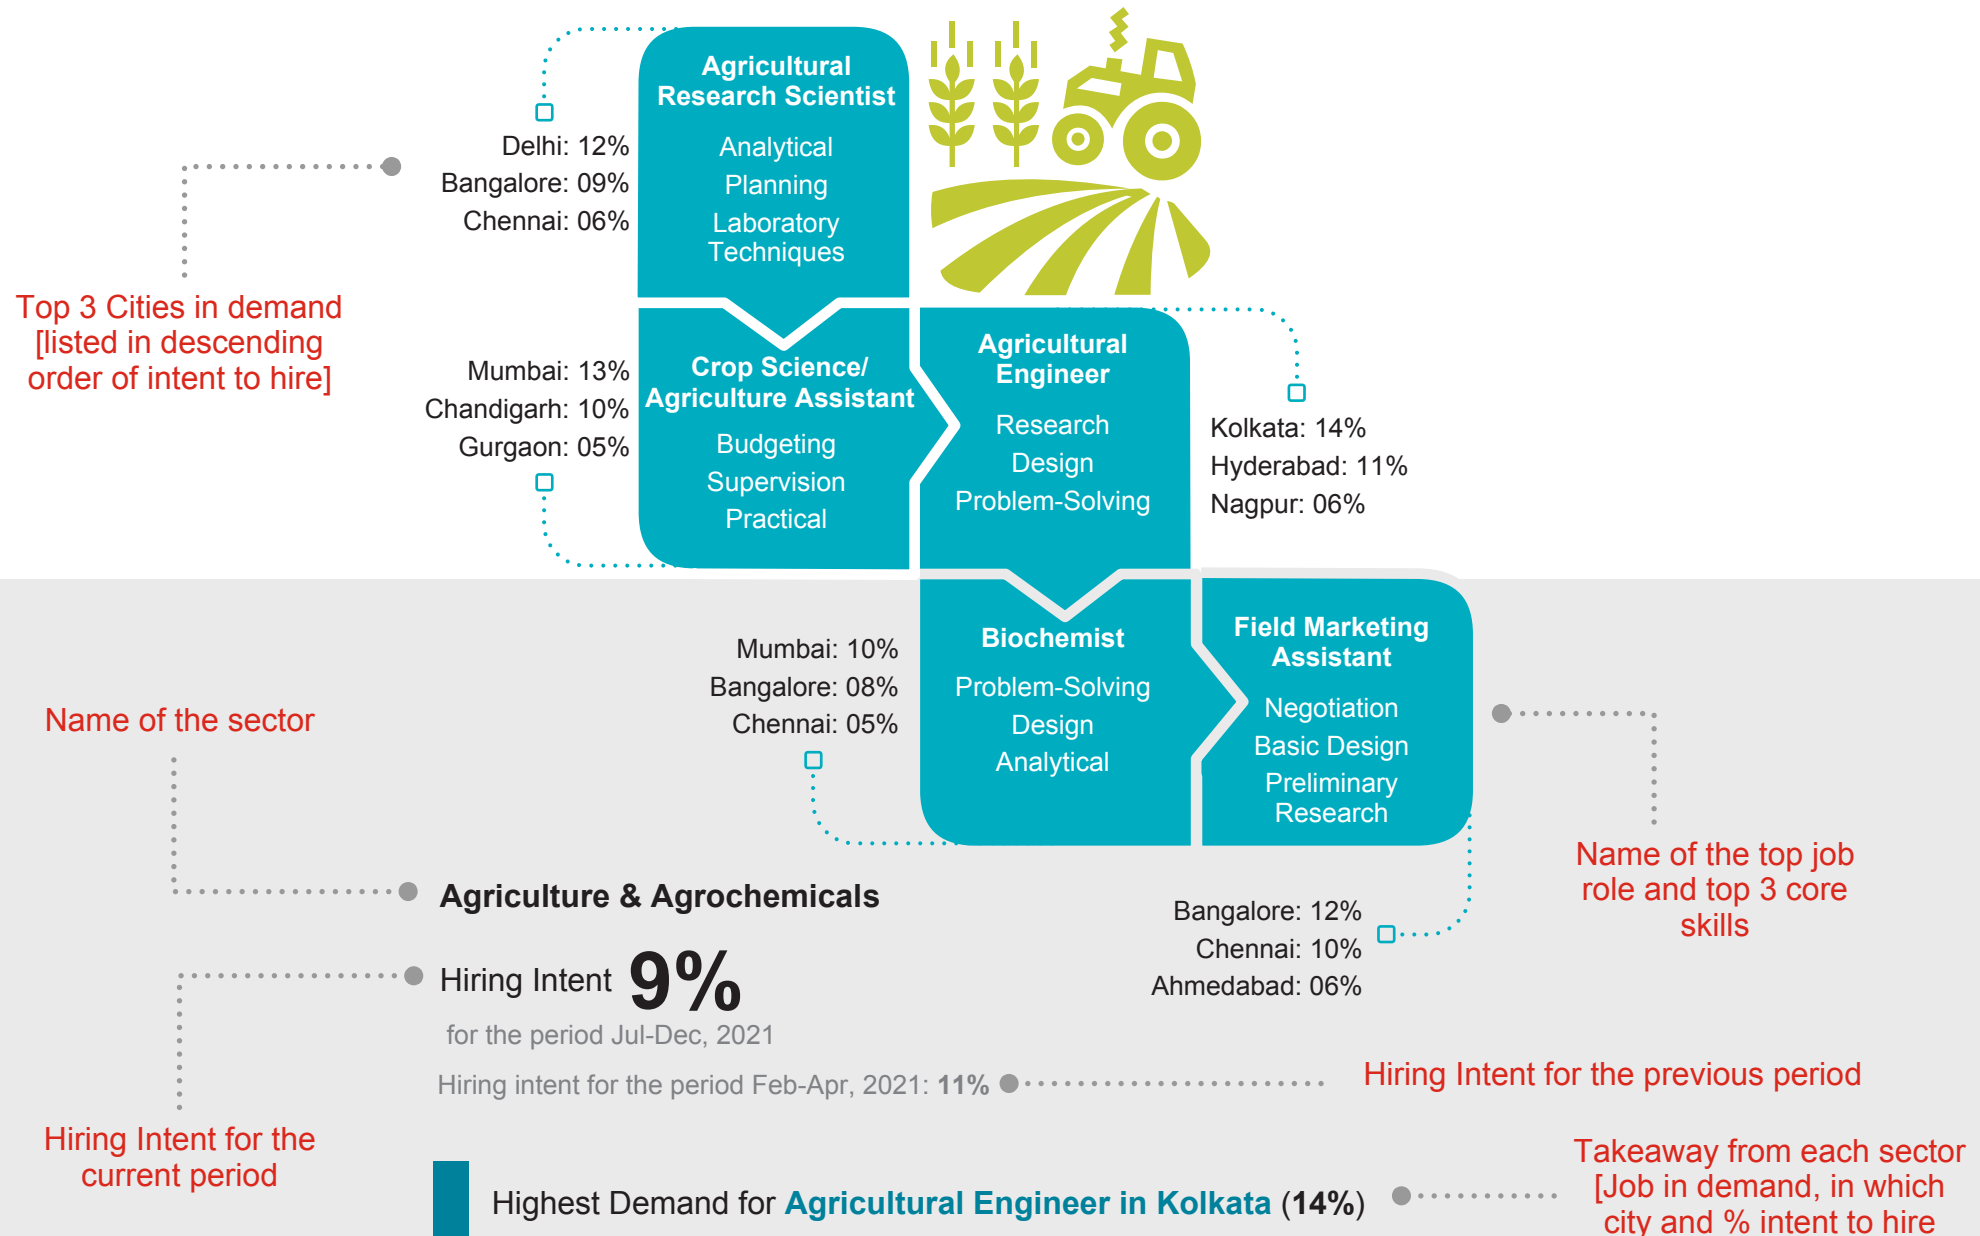 Agricultural
Research Scientist
Analytical
Planning
Laboratory
Techniques
Delhi: 12%
Bangalore: 09%
Chennai: 06%
Top 3 Cities in demand
[listed in descending
order of intent to hire]
Mumbai: 13%
Chandigarh: 10%
Gurgaon: 05%
Crop Science/
Agriculture Assistant
Budgeting
Supervision
Practical
Agricultural
Engineer
Research
Design
Problem-Solving
Kolkata: 14%
Hyderabad: 11%
Nagpur: 06%
Mumbai: 10%
Bangalore: 08%
Chennai: 05%
Biochemist
Problem-Solving
Design
Analytical
Field Marketing
Assistant
Negotiation
Basic Design
Preliminary
Research
Name of the sector
Name of the top job
role and top 3 core
skills
Agriculture & Agrochemicals
Bangalore: 12%
Chennai: 10%
Ahmedabad: 06%
Hiring Intent 9%
for the period Jul-Dec, 2021
Hiring intent for the period Feb-Apr, 2021: 11%
Hiring Intent for the previous period
Hiring Intent for the
current period
Highest Demand for Agricultural Engineer in Kolkata (14%)
Takeaway from each sector
[Job in demand, in which
city and % intent to hire